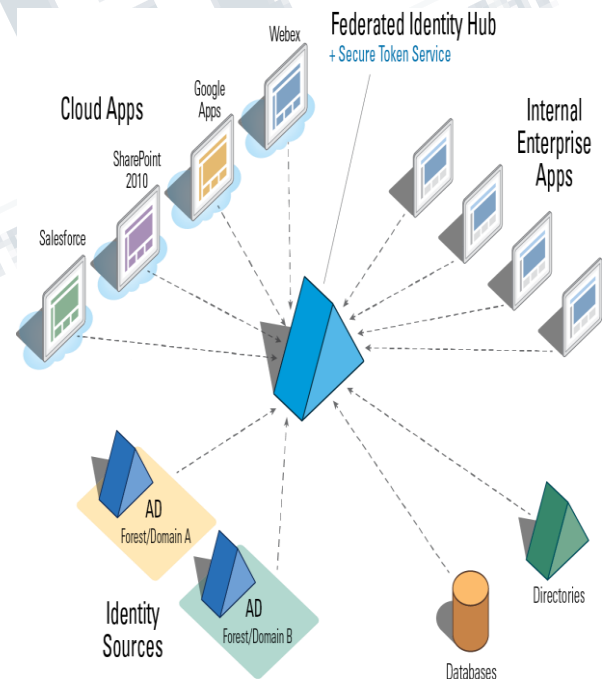 Federated Identity Hub
+ Secure Token Service
Webex
Google
Apps
Cloud Apps
SharePoint
2010
Salesforce
Internal
Enterprise
Apps
AD
Forest/Domain A
AD
Forest/Domain B
Identity
Sources
Directories
Databases